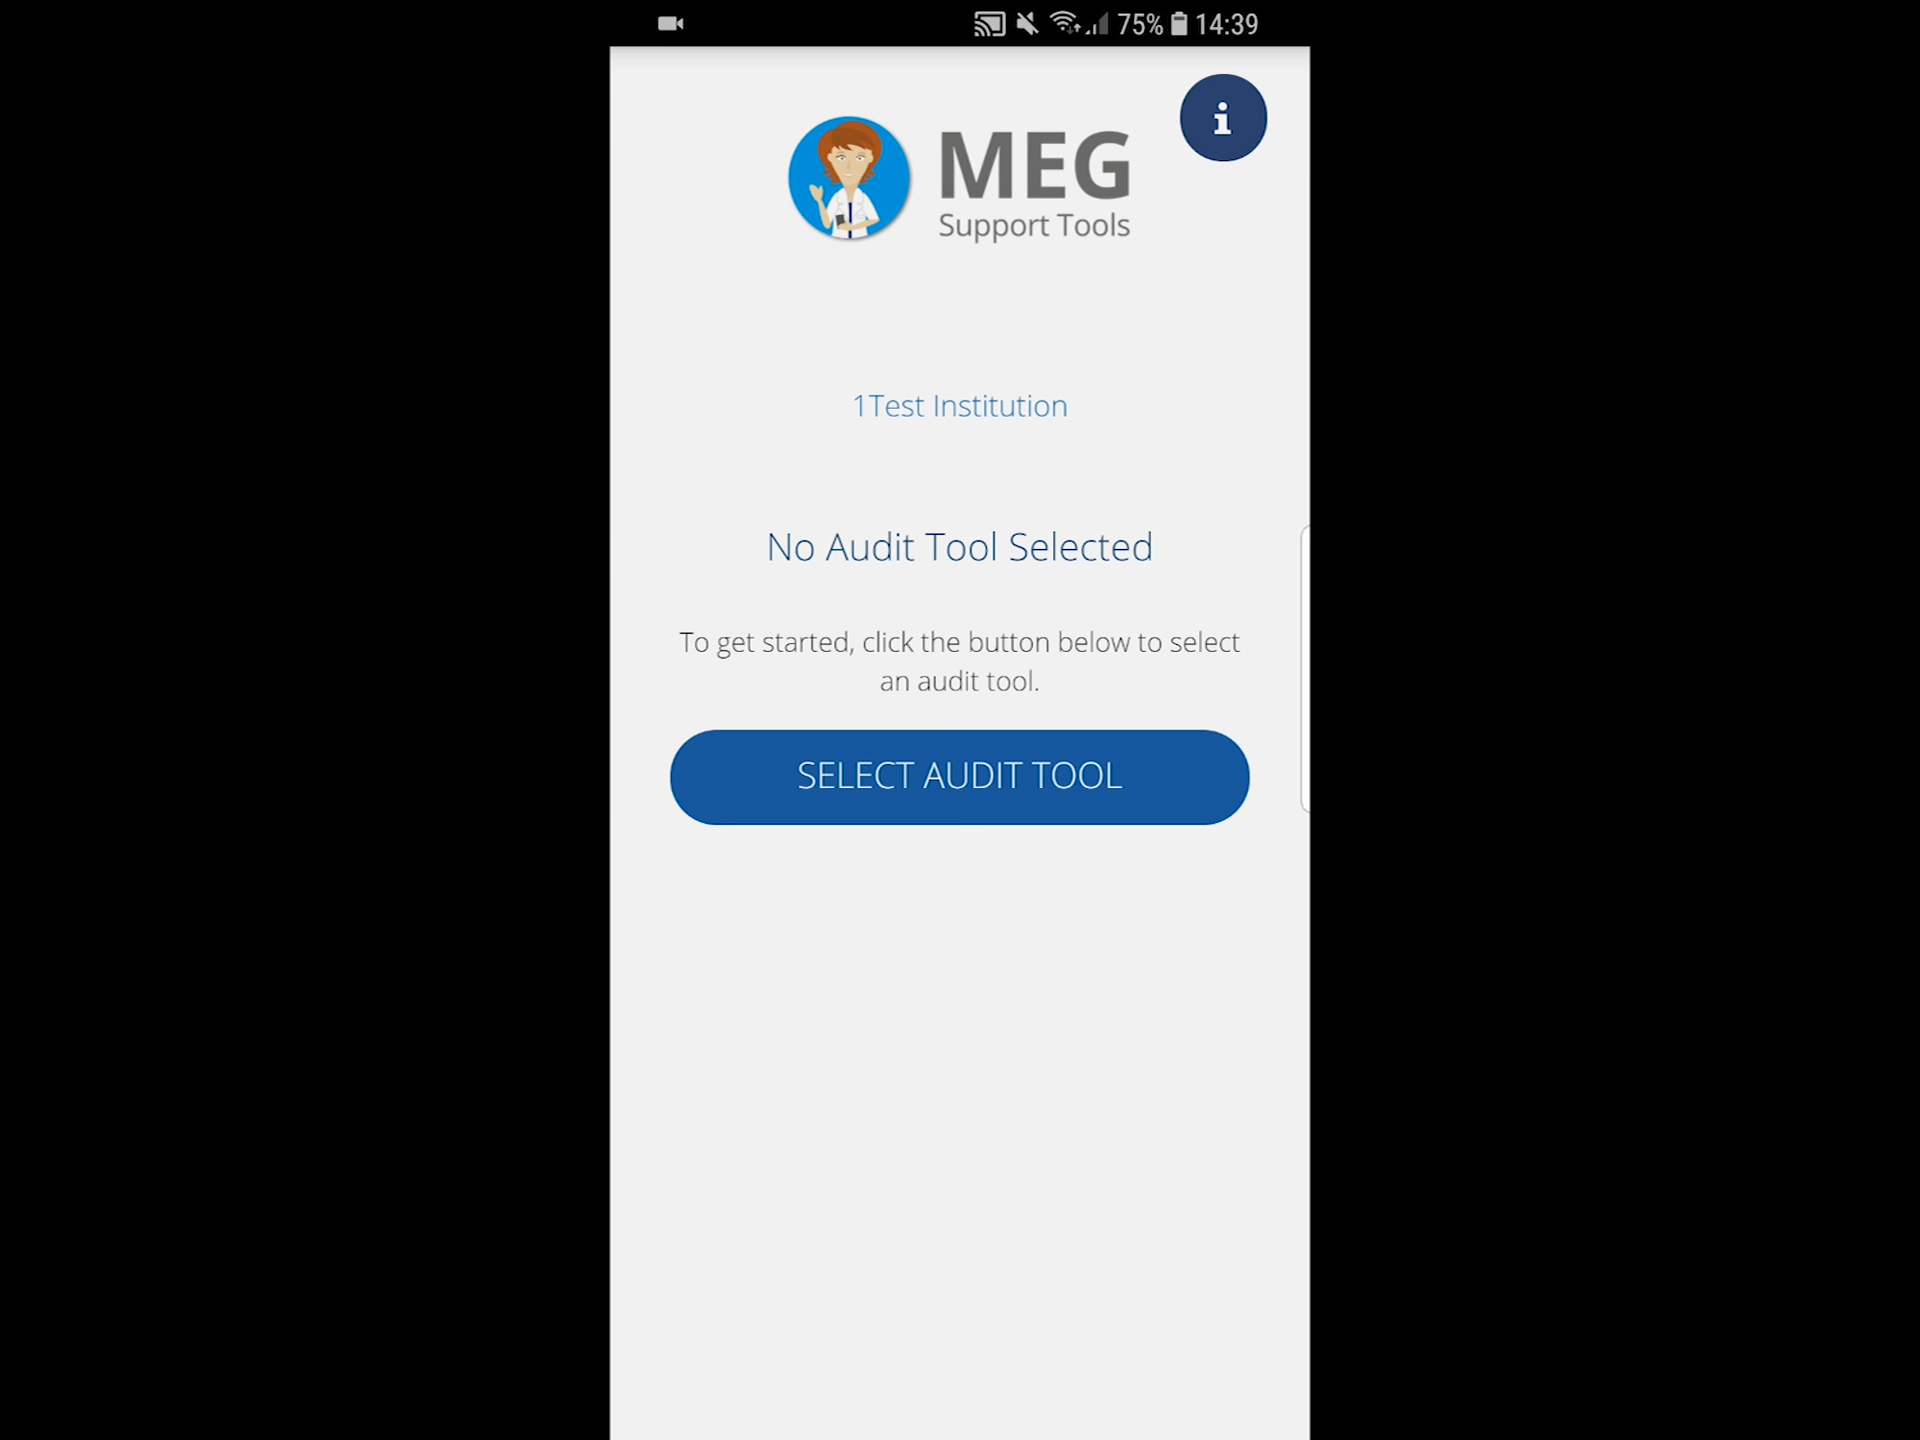 75% 14:39
i
MEG
Support Tools
1Test Institution
No Audit Tool Selected
To get started, click the button below to select
an audit tool.
SELECT AUDIT TOOL